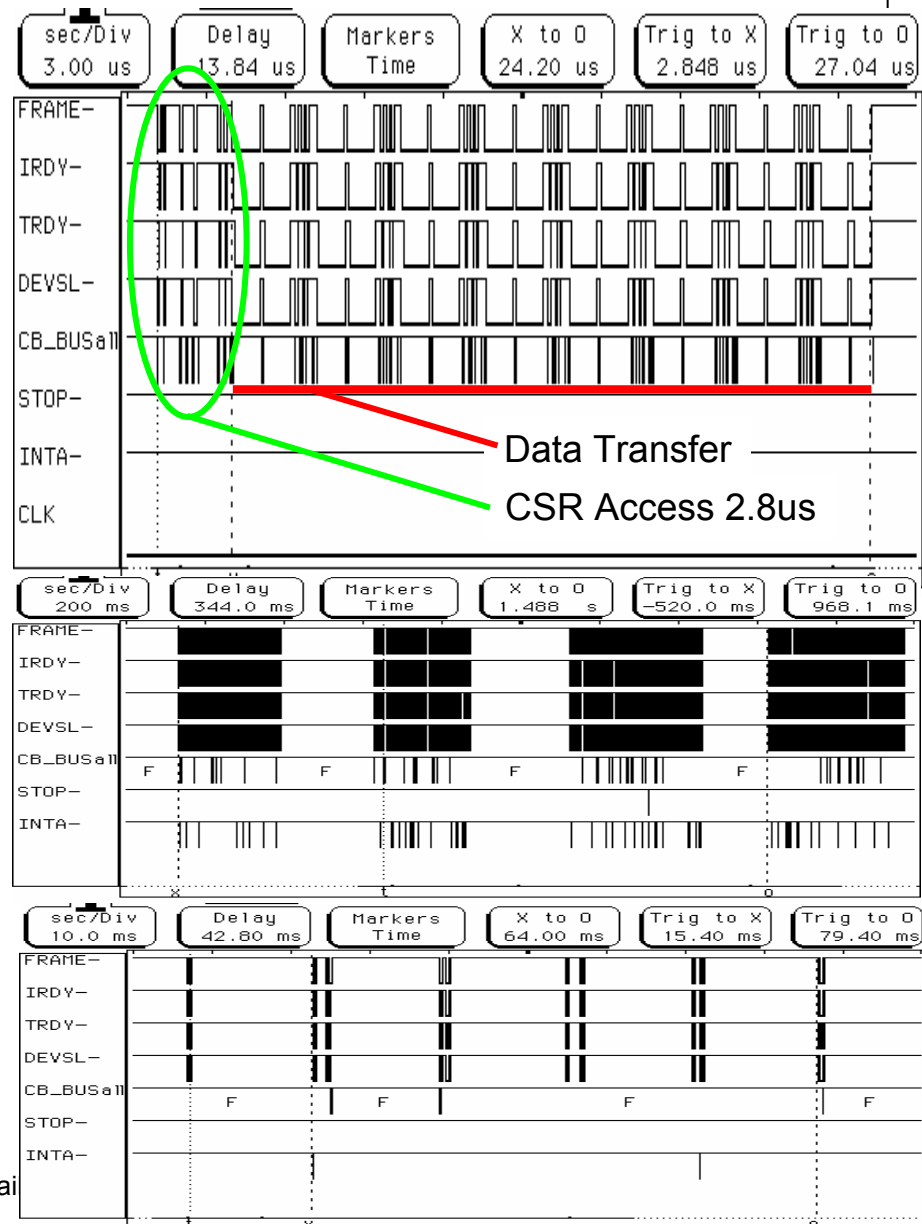 sec/Div Delay Markers X to O Trig to X Trig to O
3.00 us 13.84 us Time 24.20 us 2.848 us 27.04 us
FRAME-
IRDY-
TRDY-
DEVSL-
CB_BUSall
STOP-
INTA-
CLK
Data Transfer
CSR Access 2.8us
sec/Div Delay Markers X to O Trig to X Trig to O
200 ms 344.0 ms Time 1.488 s -520.0 ms 968.1 ms
FRAME-
IRDY-
TRDY-
DEVSL-
CB_BUSall F F F F
STOP-
INTA-
x t o
sec/Div Delay Markers X to O Trig to X Trig to O
10.0 ms 42.80 ms Time 64.00 ms 15.40 ms 79.40 ms
FRAME-
IRDY-
TRDY-
DEVSL-
CB_BUSall F F F F
STOP-
INTA-
ai
t x o